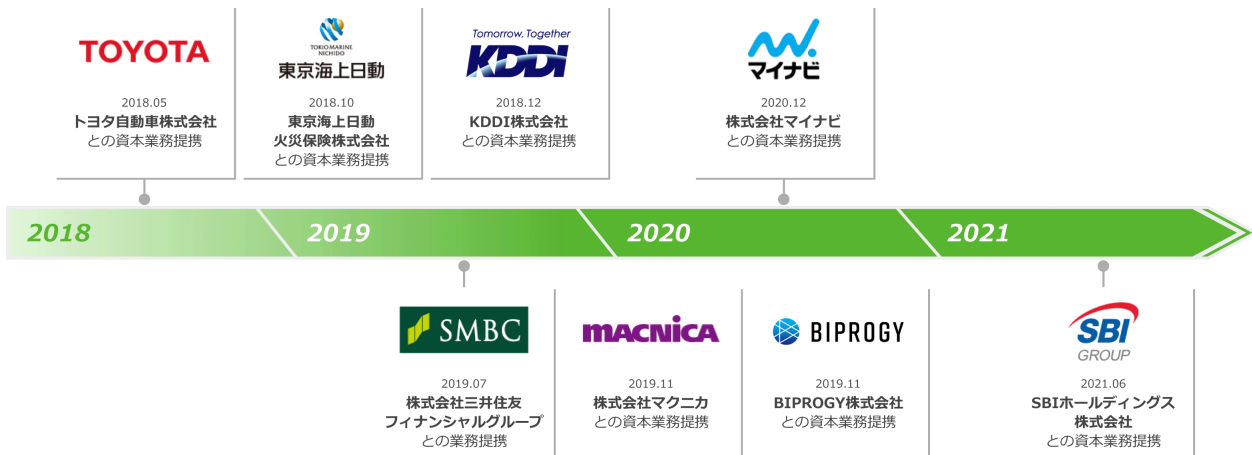 TOYOTA
2018.05
トヨタ自動車株式会社
との資本業務提携
TOKIO MARINE
NICHIDO
東京海上日動
2018.10
東京海上日動
火災保険株式会社
との資本業務提携
Tomorrow, Together
KDDI
2018.12
KDDI株式会社
との資本業務提携
マイナビ
2020.12
株式会社マイナビ
との資本業務提携
2018
2019
2020
2021
SMBC
2019.07
株式会社三井住友
フィナンシャルグループ
との業務提携
MACNICA
2019.11
株式会社マクニカ
との資本業務提携
BIPROGY
2019.11
BIPROGY株式会社
との資本業務提携
SBI
GROUP
2021.06
SBIホールディングス
株式会社
との資本業務提携